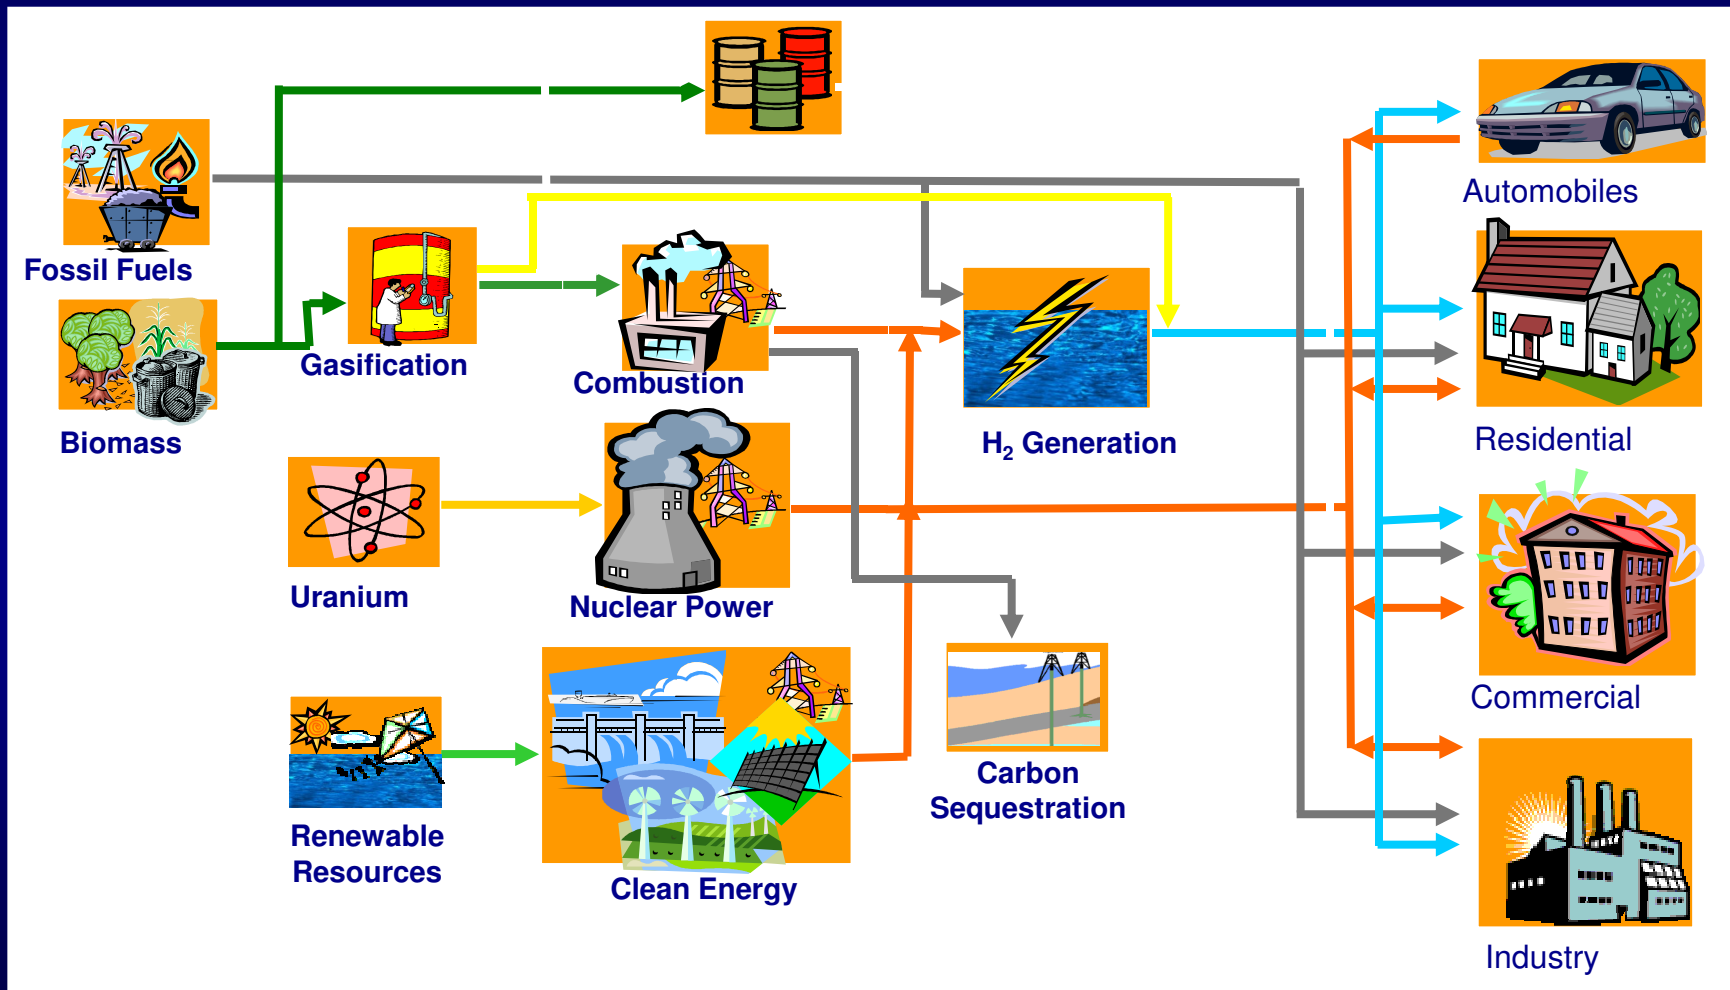 Fossil Fuels
Biomass
Gasification
Combustion
H₂ Generation
Uranium
Nuclear Power
Renewable
Resources
Clean Energy
Carbon
Sequestration
Automobiles
Residential
Commercial
Industry